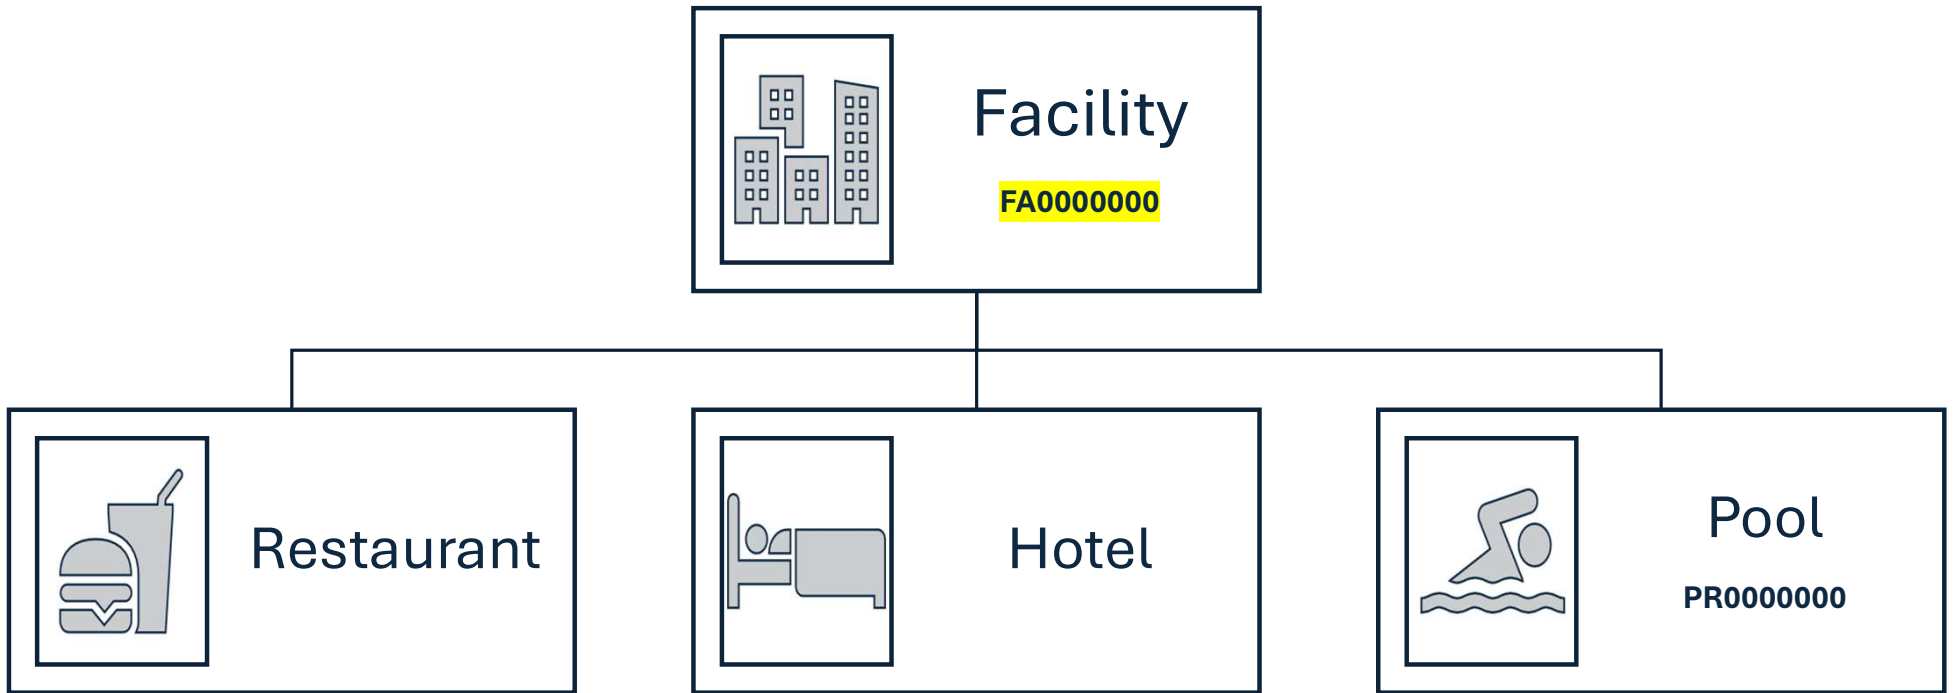 Facility
FA0000000
Restaurant
Hotel
Pool
PR0000000